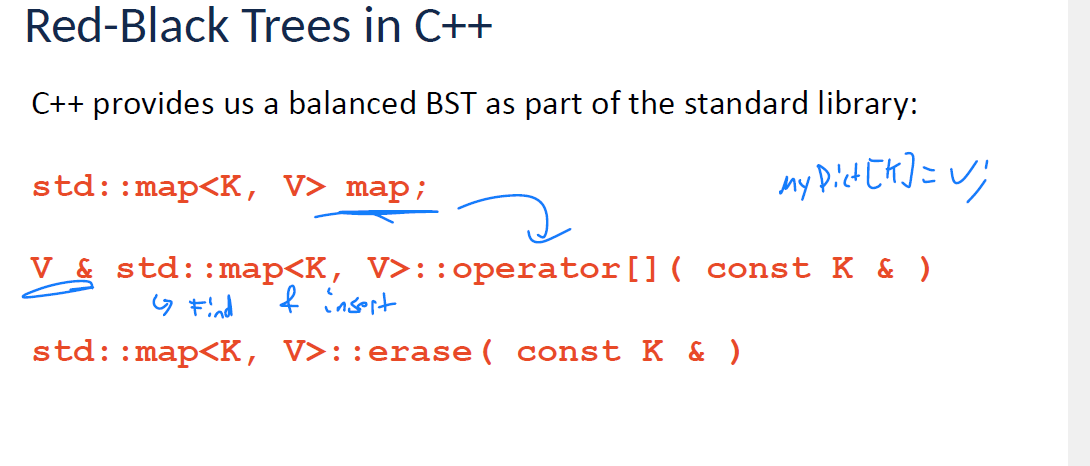 Red-Black Trees in C++
C++ provides us a balanced BST as part of the standard library:
std::map<K, V> map;
myDict[K]= v;
V & std::map<K, V>::operator[]( const K & )
↳ Find & insert
std::map<K, V>::erase( const K & )